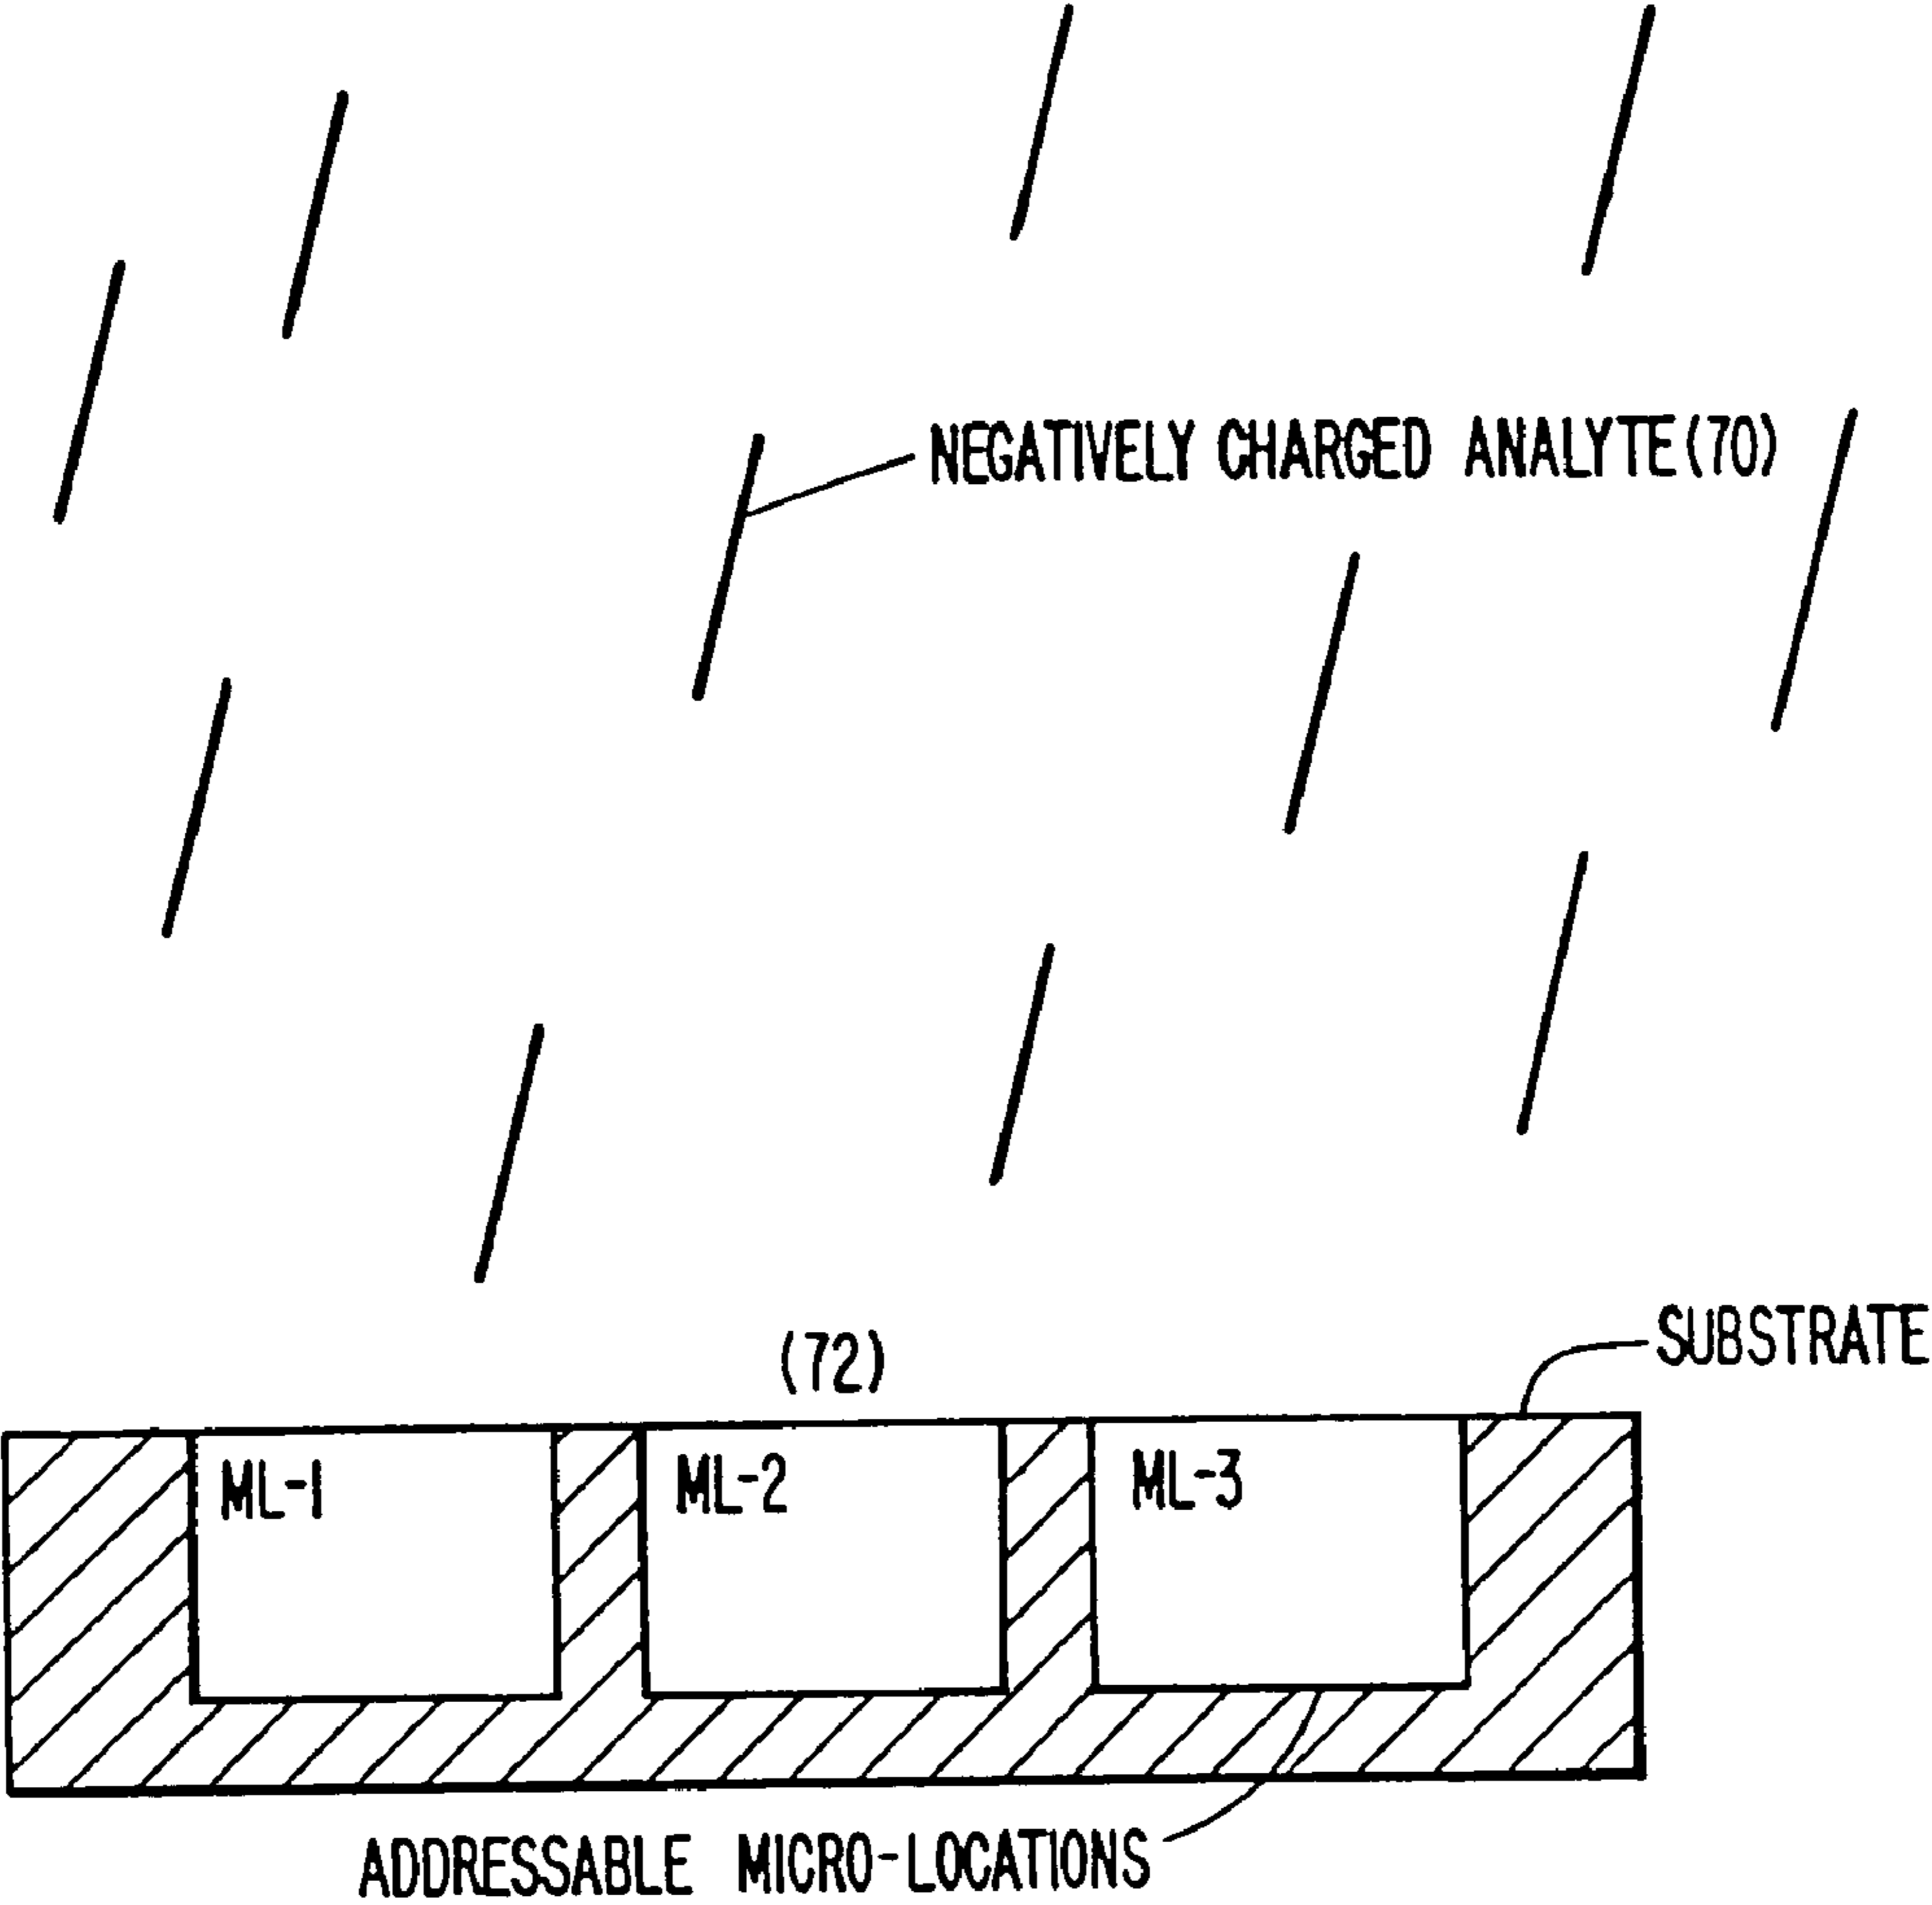 NEGATIVELY CHARGED ANALYTE(70)
SUBSTRATE
(72)
ML-1
ML-2
ML-3
ADDRESSABLE MICRO-LOCATIONS